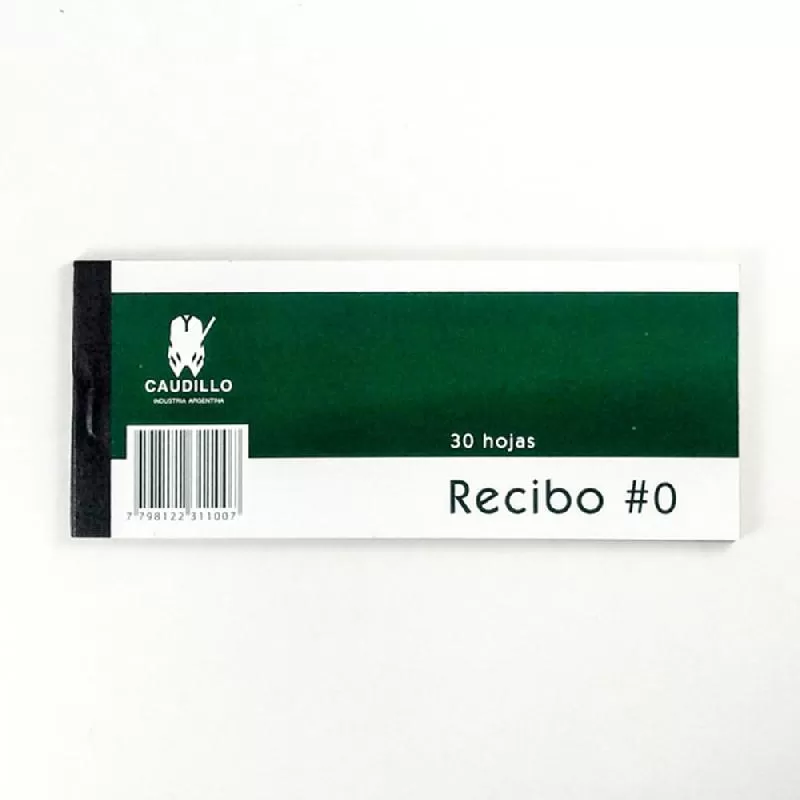 CAUDILLO
INDUSTRIA ARGENTINA
30 hojas
Recibo #0
7 798122 311007